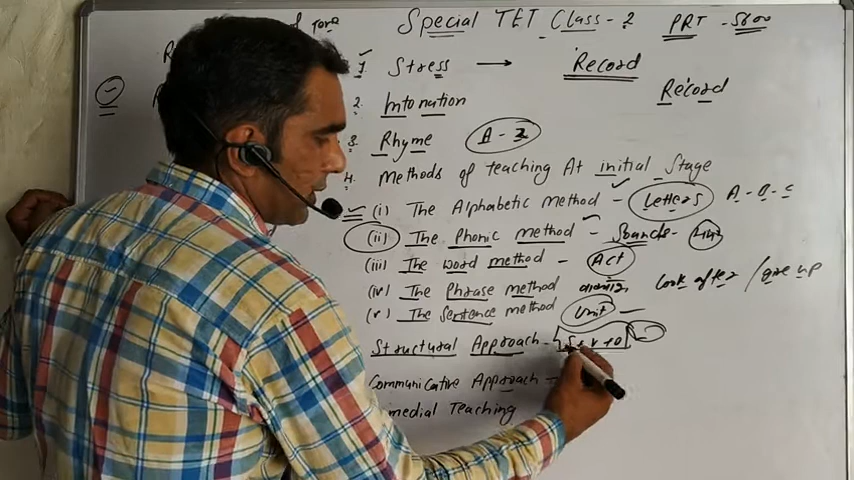 of Special TET Class - 2 PRT -
1. Stress → Record
Record
2. Intonation
3. Rhyme A-Z
4. Methods of teaching At initial Stage
(i) The Alphabetic Method - Letters A - B - C
(ii) The Phonic method - Sounds -
(iii) The word method - Act
(iv) The Phrase method Look after / give up
(v) The Sentence method Unit -
Structural Approach - S + V + O
Communicative Approach -
medial Teaching